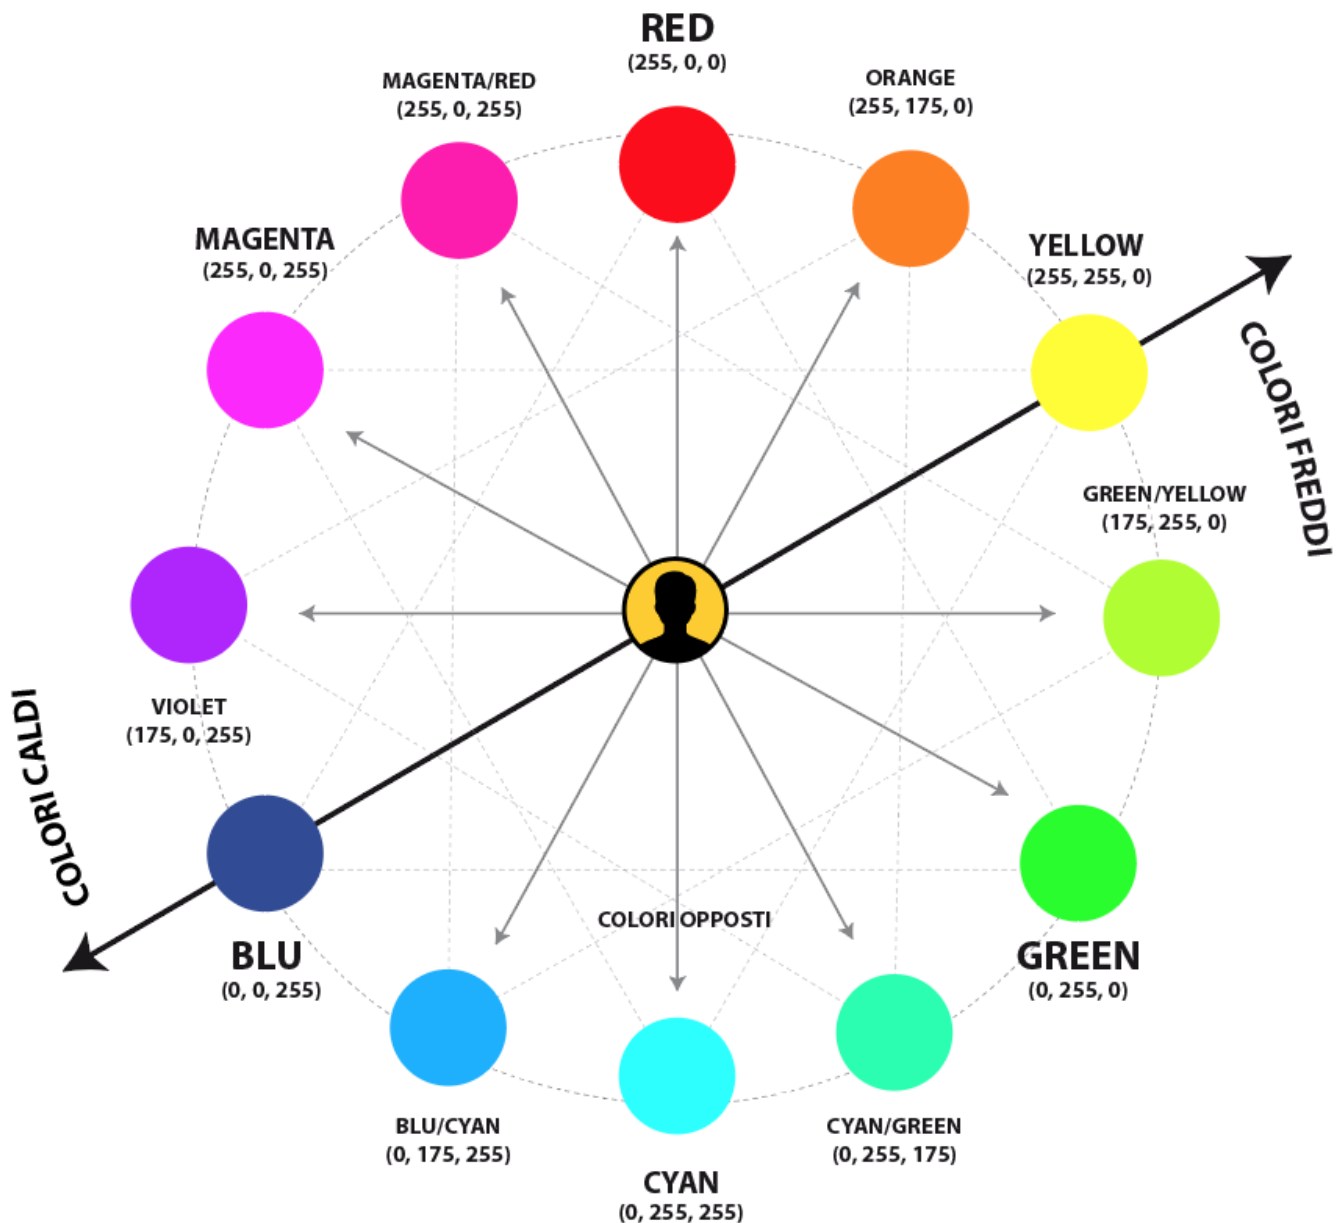 RED
(255, 0, 0)
MAGENTA/RED
(255, 0, 255)
ORANGE
(255, 175, 0)
MAGENTA
(255, 0, 255)
YELLOW
(255, 255, 0)
COLORI FREDDI
GREEN/YELLOW
(175, 255, 0)
VIOLET
(175, 0, 255)
COLORI CALDI
COLORI OPPOSTI
BLU
(0, 0, 255)
GREEN
(0, 255, 0)
BLU/CYAN
(0, 175, 255)
CYAN/GREEN
(0, 255, 175)
CYAN
(0, 255, 255)